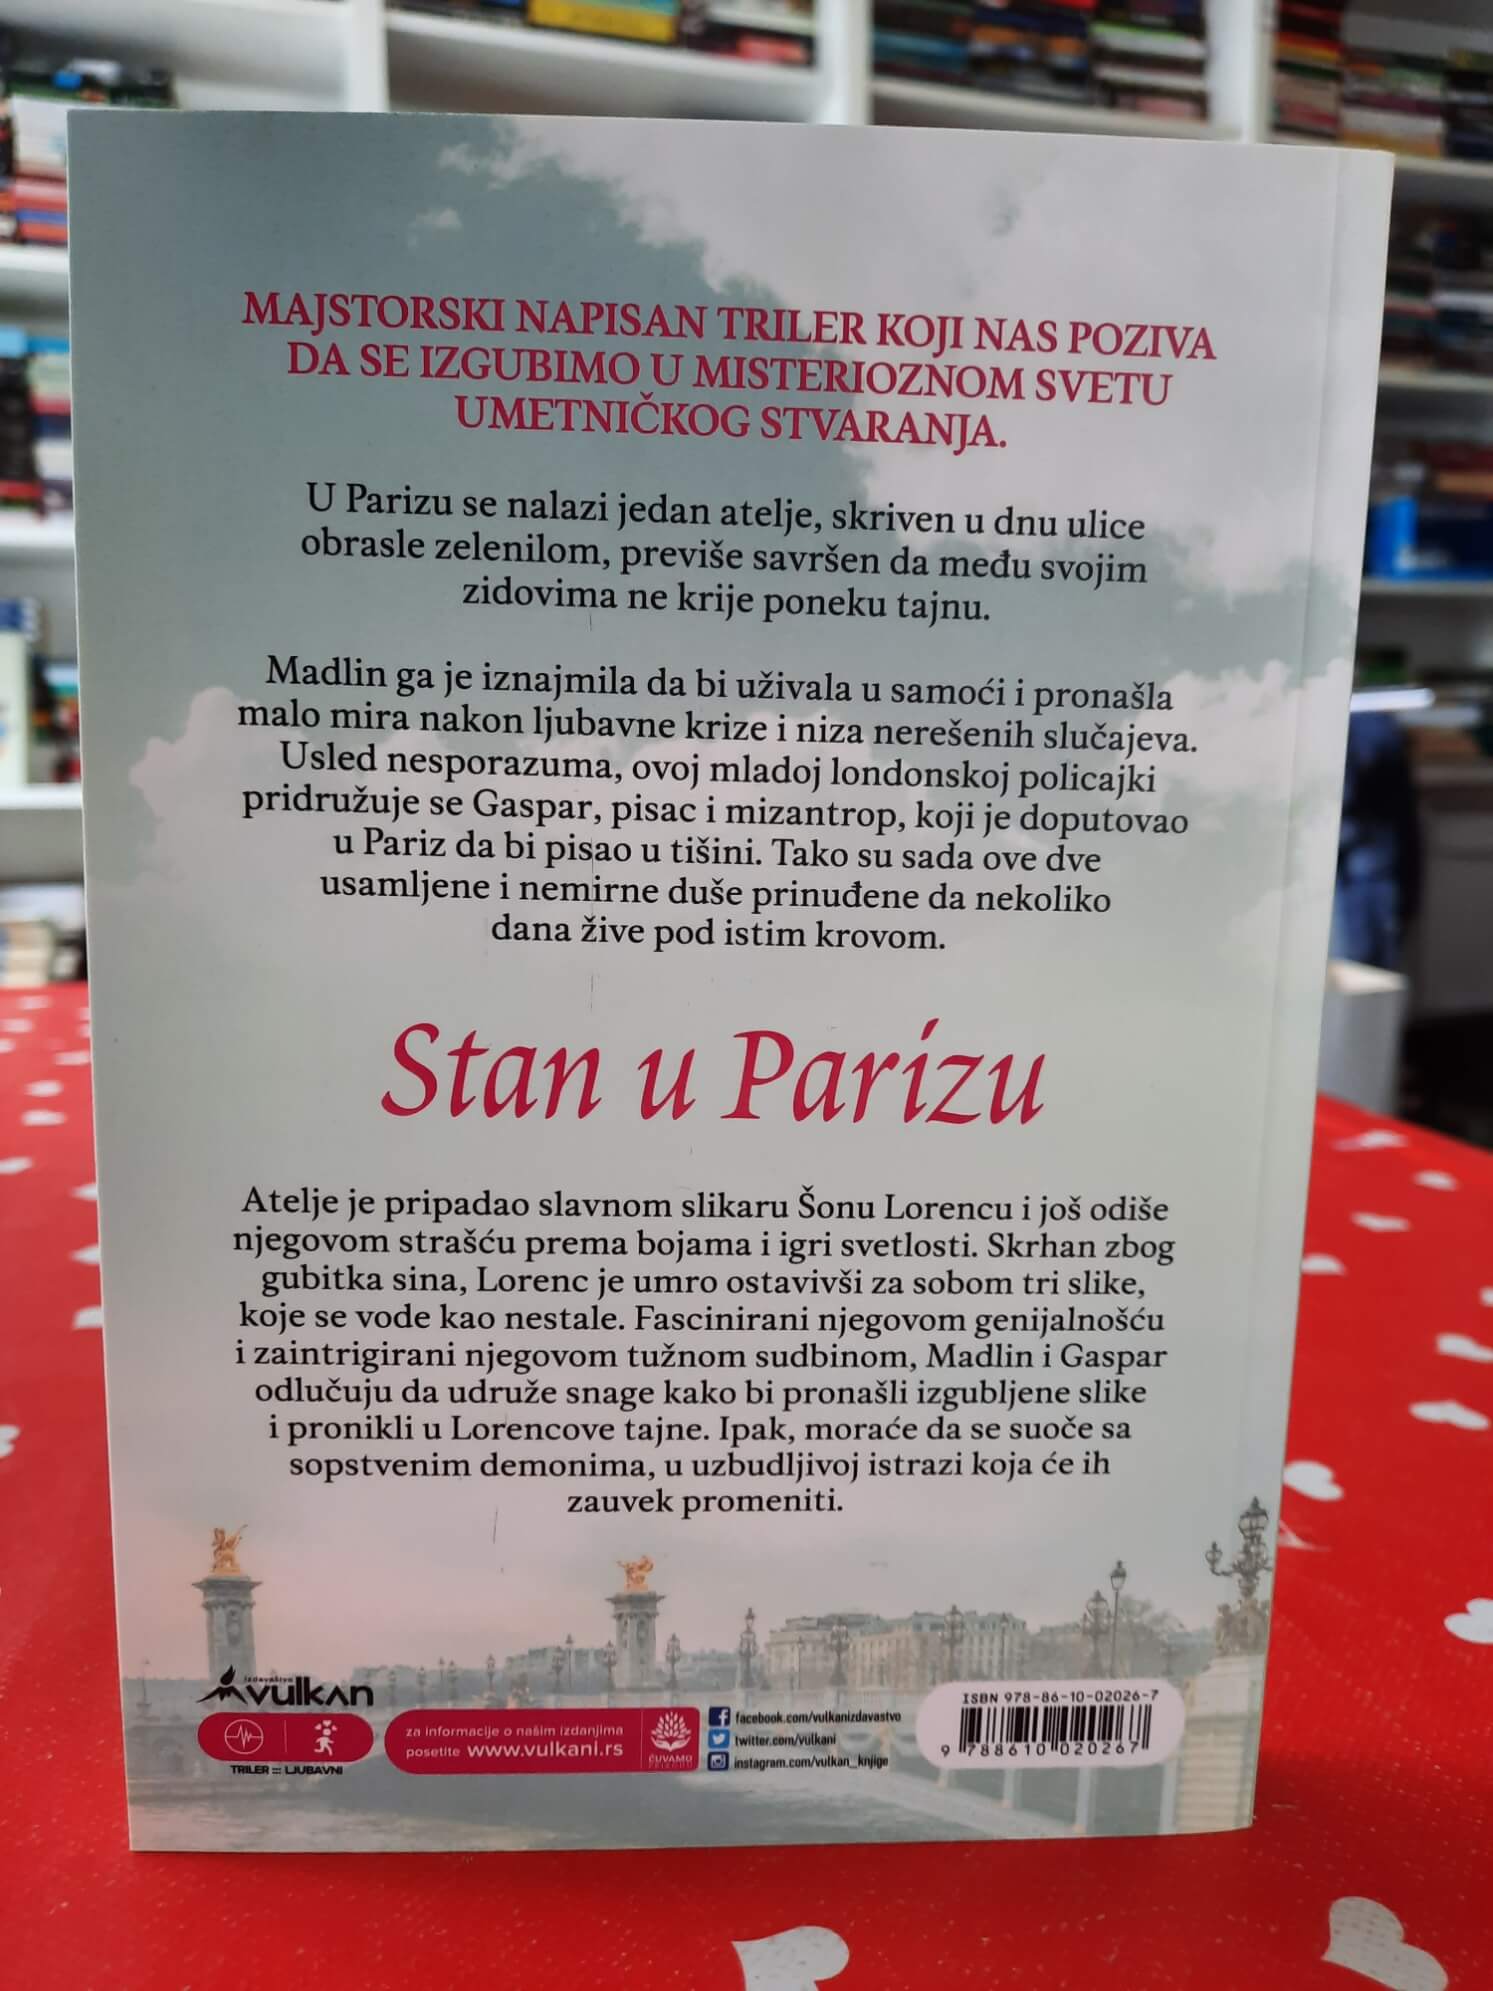 MAJSTORSKI NAPISAN TRILER KOJI NAS POZIVA
DA SE IZGUBIMO U MISTERIOZNOM SVETU
UMETNIČKOG STVARANJA.
U Parizu se nalazi jedan atelje, skriven u dnu ulice
obrasle zelenilom, previše savršen da među svojim
zidovima ne krije poneku tajnu.
Madlin ga je iznajmila da bi uživala u samoći i pronašla
malo mira nakon ljubavne krize i niza nerešenih slučajeva.
Usled nesporazuma, ovoj mladoj londonskoj policajki
pridružuje se Gaspar, pisac i mizantrop, koji je doputovao
u Pariz da bi pisao u tišini. Tako su sada ove dve
usamljene i nemirne duše prinuđene da nekoliko
dana žive pod istim krovom.
Stan u Parizu
Atelje je pripadao slavnom slikaru Šonu Lorencu i još odiše
njegovom strašću prema bojama i igri svetlosti. Skrhan zbog
gubitka sina, Lorenc je umro ostavivši za sobom tri slike,
koje se vode kao nestale. Fascinirani njegovom genijalnošću
i zaintrigirani njegovom tužnom sudbinom, Madlin i Gaspar
odlučuju da udruže snage kako bi pronašli izgubljene slike
i pronikli u Lorencove tajne. Ipak, moraće da se suoče sa
sopstvenim demonima, u uzbudljivoj istrazi koja će ih
zauvek promeniti.
izdavaštvo
vulkan
TRILER ::: LJUBAVNI
za informacije o našim izdanjima
posetite www.vulkani.rs
ČUVAMO
PRIRODU
facebook.com/vulkanizdavastvo
twitter.com/vulkani
instagram.com/vulkan_knjige
ISBN 978-86-10-02026-7
9 788610 020267